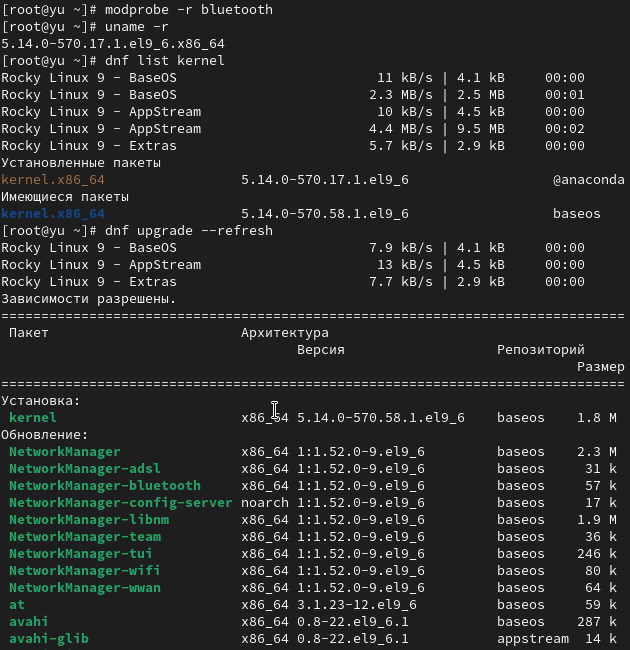 [root@yu ~]# modprobe -r bluetooth
[root@yu ~]# uname -r
5.14.0-570.17.1.el9_6.x86_64
[root@yu ~]# dnf list kernel
Rocky Linux 9 - BaseOS 11 kB/s | 4.1 kB 00:00
Rocky Linux 9 - BaseOS 2.3 MB/s | 2.5 MB 00:01
Rocky Linux 9 - AppStream 10 kB/s | 4.5 kB 00:00
Rocky Linux 9 - AppStream 4.4 MB/s | 9.5 MB 00:02
Rocky Linux 9 - Extras 5.7 kB/s | 2.9 kB 00:00
Установленные пакеты
kernel.x86_64 5.14.0-570.17.1.el9_6 @anaconda
Имеющиеся пакеты
kernel.x86_64 5.14.0-570.58.1.el9_6 baseos
[root@yu ~]# dnf upgrade --refresh
Rocky Linux 9 - BaseOS 7.9 kB/s | 4.1 kB 00:00
Rocky Linux 9 - AppStream 13 kB/s | 4.5 kB 00:00
Rocky Linux 9 - Extras 7.7 kB/s | 2.9 kB 00:00
Зависимости разрешены.
================================================================================
Пакет Архитектура
Версия Репозиторий
Размер
================================================================================
Установка:
kernel x86_64 5.14.0-570.58.1.el9_6 baseos 1.8 M
Обновление:
NetworkManager x86_64 1:1.52.0-9.el9_6 baseos 2.3 M
NetworkManager-adsl x86_64 1:1.52.0-9.el9_6 baseos 31 k
NetworkManager-bluetooth x86_64 1:1.52.0-9.el9_6 baseos 57 k
NetworkManager-config-server noarch 1:1.52.0-9.el9_6 baseos 17 k
NetworkManager-libnm x86_64 1:1.52.0-9.el9_6 baseos 1.9 M
NetworkManager-team x86_64 1:1.52.0-9.el9_6 baseos 36 k
NetworkManager-tui x86_64 1:1.52.0-9.el9_6 baseos 246 k
NetworkManager-wifi x86_64 1:1.52.0-9.el9_6 baseos 80 k
NetworkManager-wwan x86_64 1:1.52.0-9.el9_6 baseos 64 k
at x86_64 3.1.23-12.el9_6 baseos 59 k
avahi x86_64 0.8-22.el9_6.1 baseos 287 k
avahi-glib x86_64 0.8-22.el9_6.1 appstream 14 k